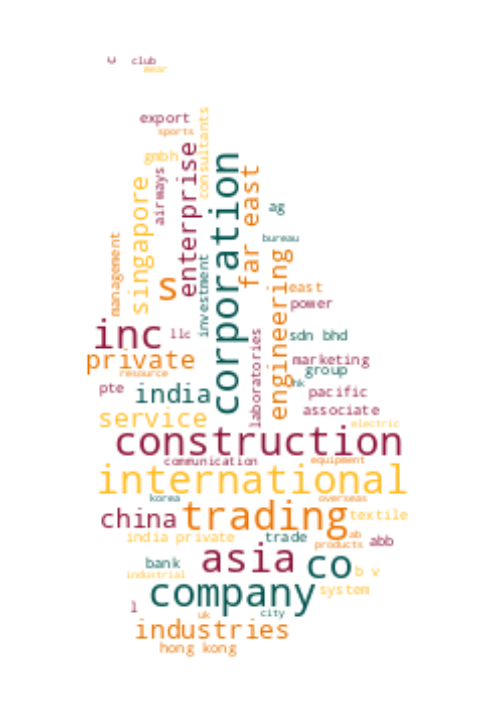 u
club
wear
export
sports
consultants
gmbh
enterprise
airways
corporation
far east
singapore
ag
bureau
management
investment
s
engineering
east
power
inc
llc
laboratories
sdn bhd
private
marketing
group
resource
hk
pte
india
pacific
associate
service
electric
construction
communication
equipment
international
korea
overseas
china
trading
textile
india private
trade
ab
products
abb
asia
co
bank
b v
industrial
company
system
l
uk
city
industries
hong kong